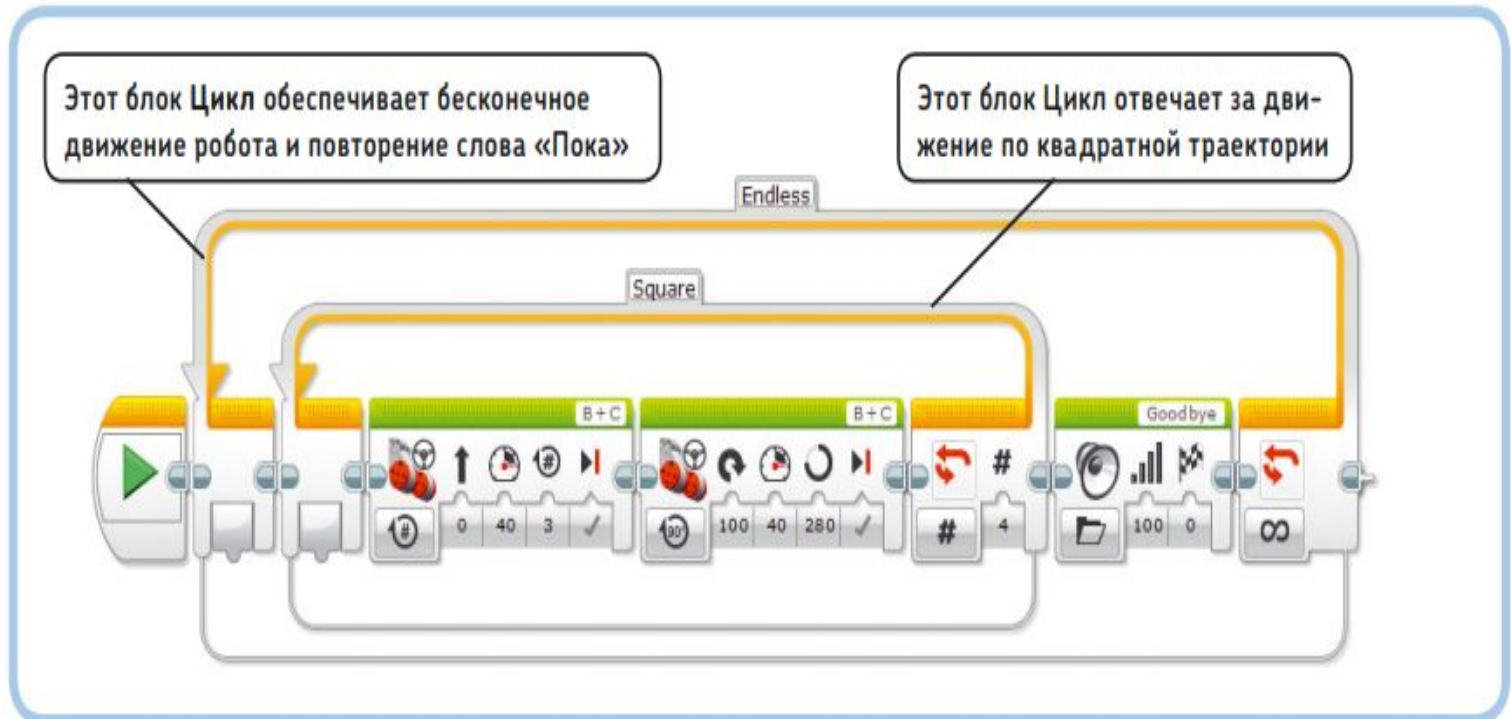 Этот блок Цикл обеспечивает бесконечное
движение робота и повторение слова «Пока»
Этот блок Цикл отвечает за дви-
жение по квадратной траектории
Endless
Square
B+C
B+C
Goodbye
#
#
# 0 40 3
90° 100 40 280
# 4
100 0
∞